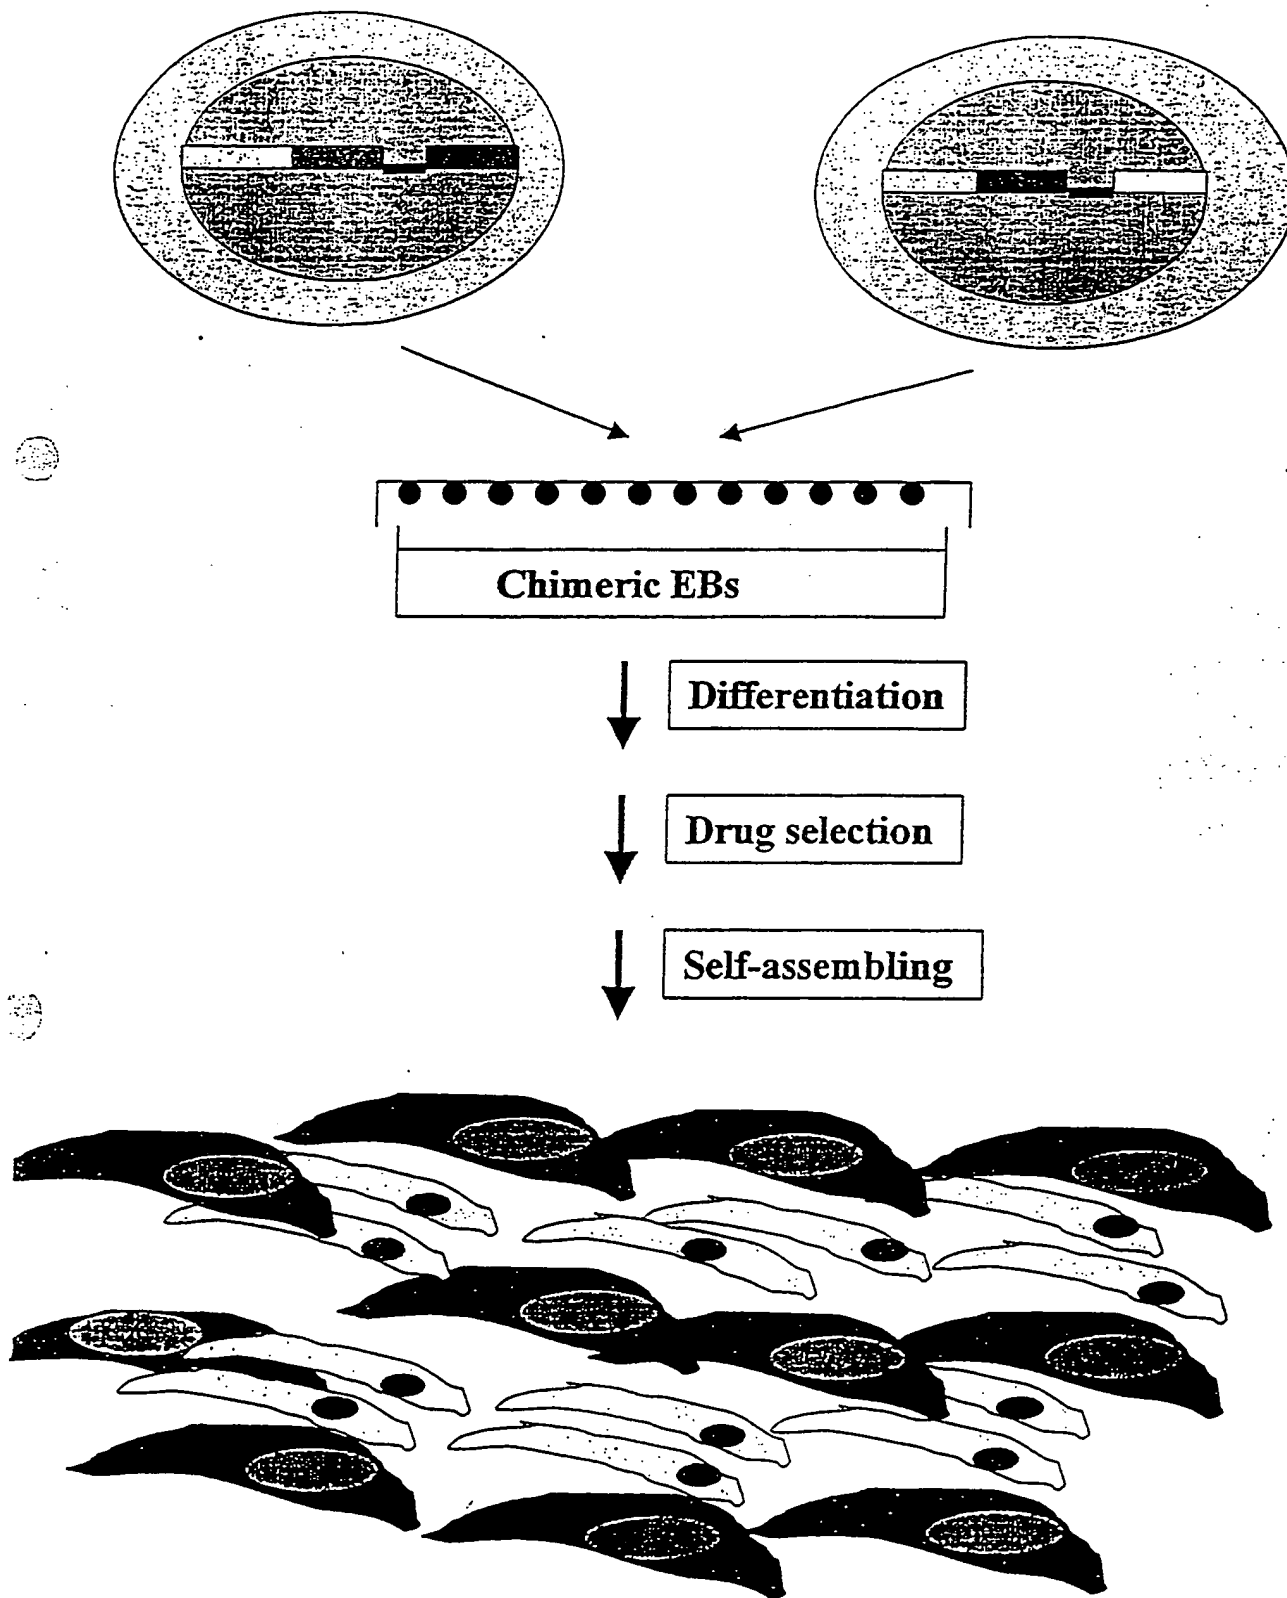 Chimeric EBs
Differentiation
Drug selection
Self-assembling